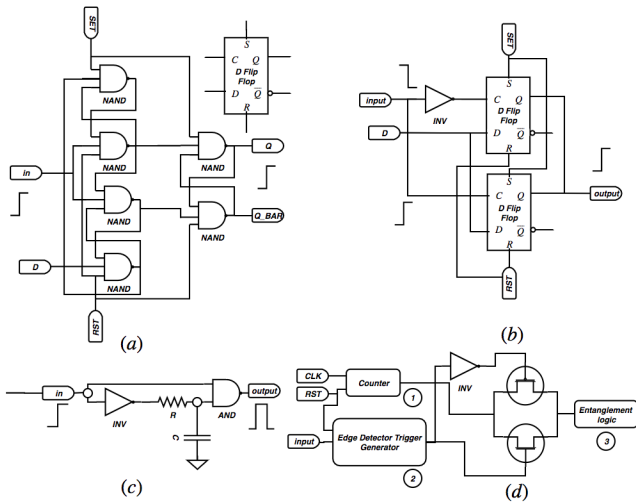 SET
NAND
S
C Q
D Flip
Flop
D Q
R
NAND
NAND
Q
in
NAND
NAND
Q_BAR
D
NAND
RST
(a)
SET
input
INV
S
C Q
D Flip
Flop
D Q
R
D
S
C Q
D Flip
Flop
D Q
R
output
RST
(b)
in
INV
R
C
AND
output
(c)
CLK
RST
Counter
1
INV
input
Edge Detector Trigger
Generator
2
Entanglement
logic
3
(d)